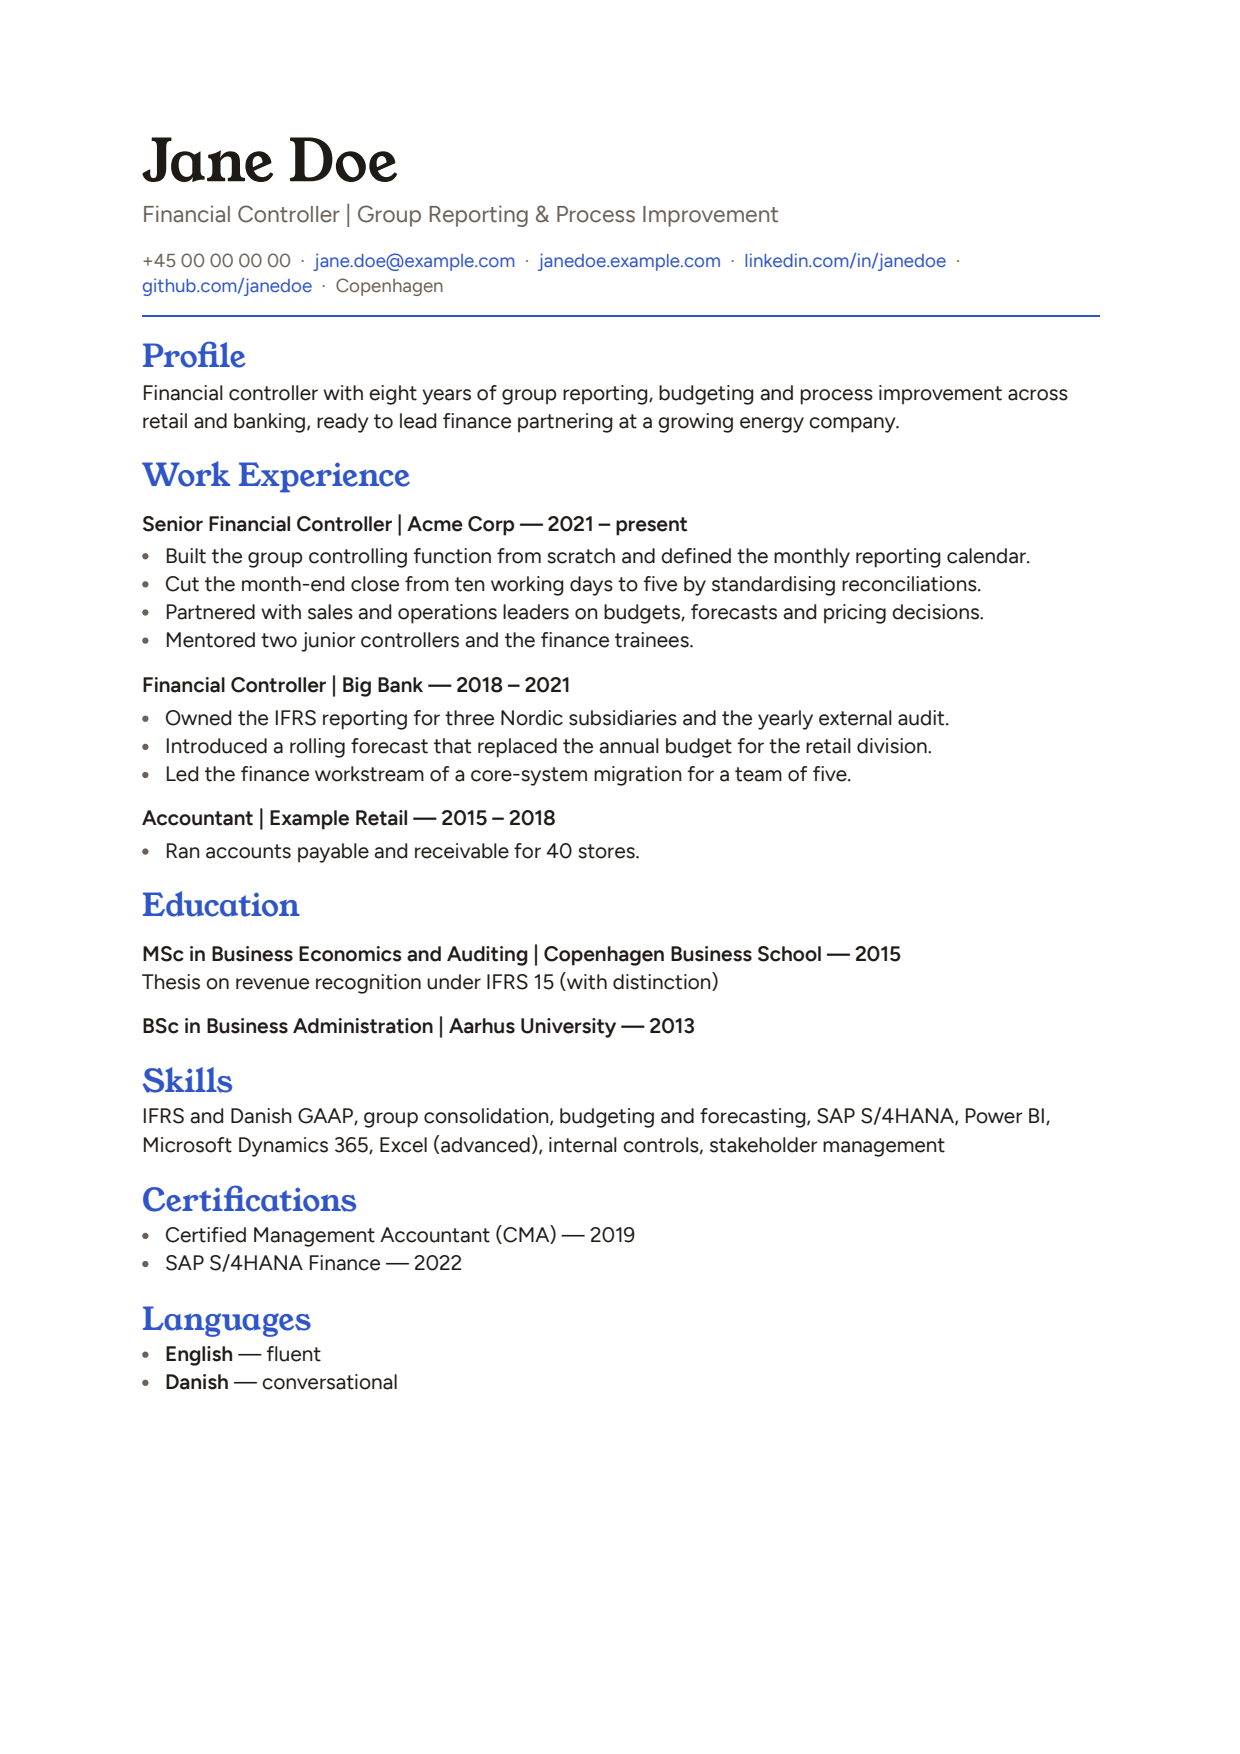 Jane Doe
Financial Controller | Group Reporting & Process Improvement
+45 00 00 00 00 · jane.doe@example.com · janedoe.example.com · linkedin.com/in/janedoe ·
github.com/janedoe · Copenhagen
Profile
Financial controller with eight years of group reporting, budgeting and process improvement across
retail and banking, ready to lead finance partnering at a growing energy company.
Work Experience
Senior Financial Controller | Acme Corp — 2021 – present
• Built the group controlling function from scratch and defined the monthly reporting calendar.
• Cut the month-end close from ten working days to five by standardising reconciliations.
• Partnered with sales and operations leaders on budgets, forecasts and pricing decisions.
• Mentored two junior controllers and the finance trainees.
Financial Controller | Big Bank — 2018 – 2021
• Owned the IFRS reporting for three Nordic subsidiaries and the yearly external audit.
• Introduced a rolling forecast that replaced the annual budget for the retail division.
• Led the finance workstream of a core-system migration for a team of five.
Accountant | Example Retail — 2015 – 2018
• Ran accounts payable and receivable for 40 stores.
Education
MSc in Business Economics and Auditing | Copenhagen Business School — 2015
Thesis on revenue recognition under IFRS 15 (with distinction)
BSc in Business Administration | Aarhus University — 2013
Skills
IFRS and Danish GAAP, group consolidation, budgeting and forecasting, SAP S/4HANA, Power BI,
Microsoft Dynamics 365, Excel (advanced), internal controls, stakeholder management
Certifications
• Certified Management Accountant (CMA) — 2019
• SAP S/4HANA Finance — 2022
Languages
• English — fluent
• Danish — conversational